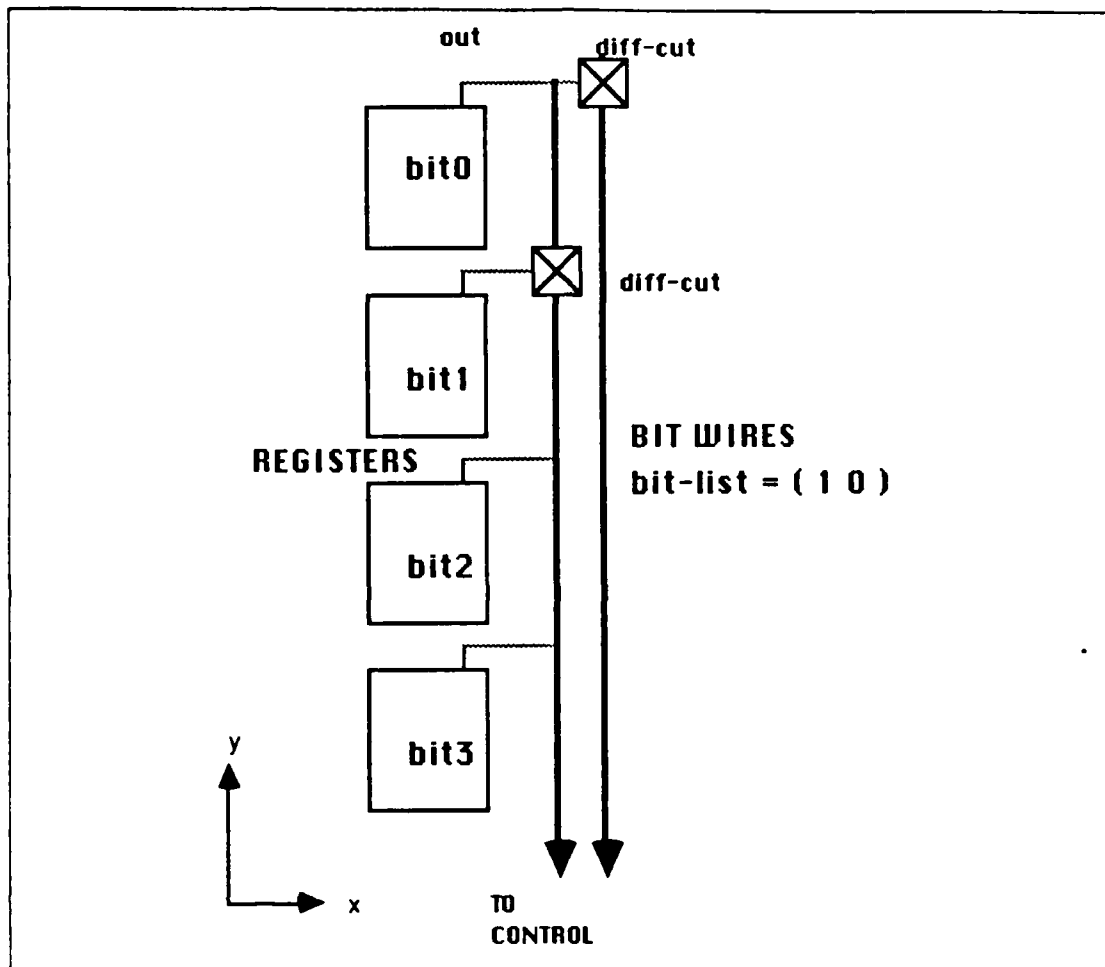 out
diff-cut
bit0
diff-cut
bit1
BIT WIRES
REGISTERS
bit-list = ( 1 0 )
bit2
bit3
y
x
TO
CONTROL